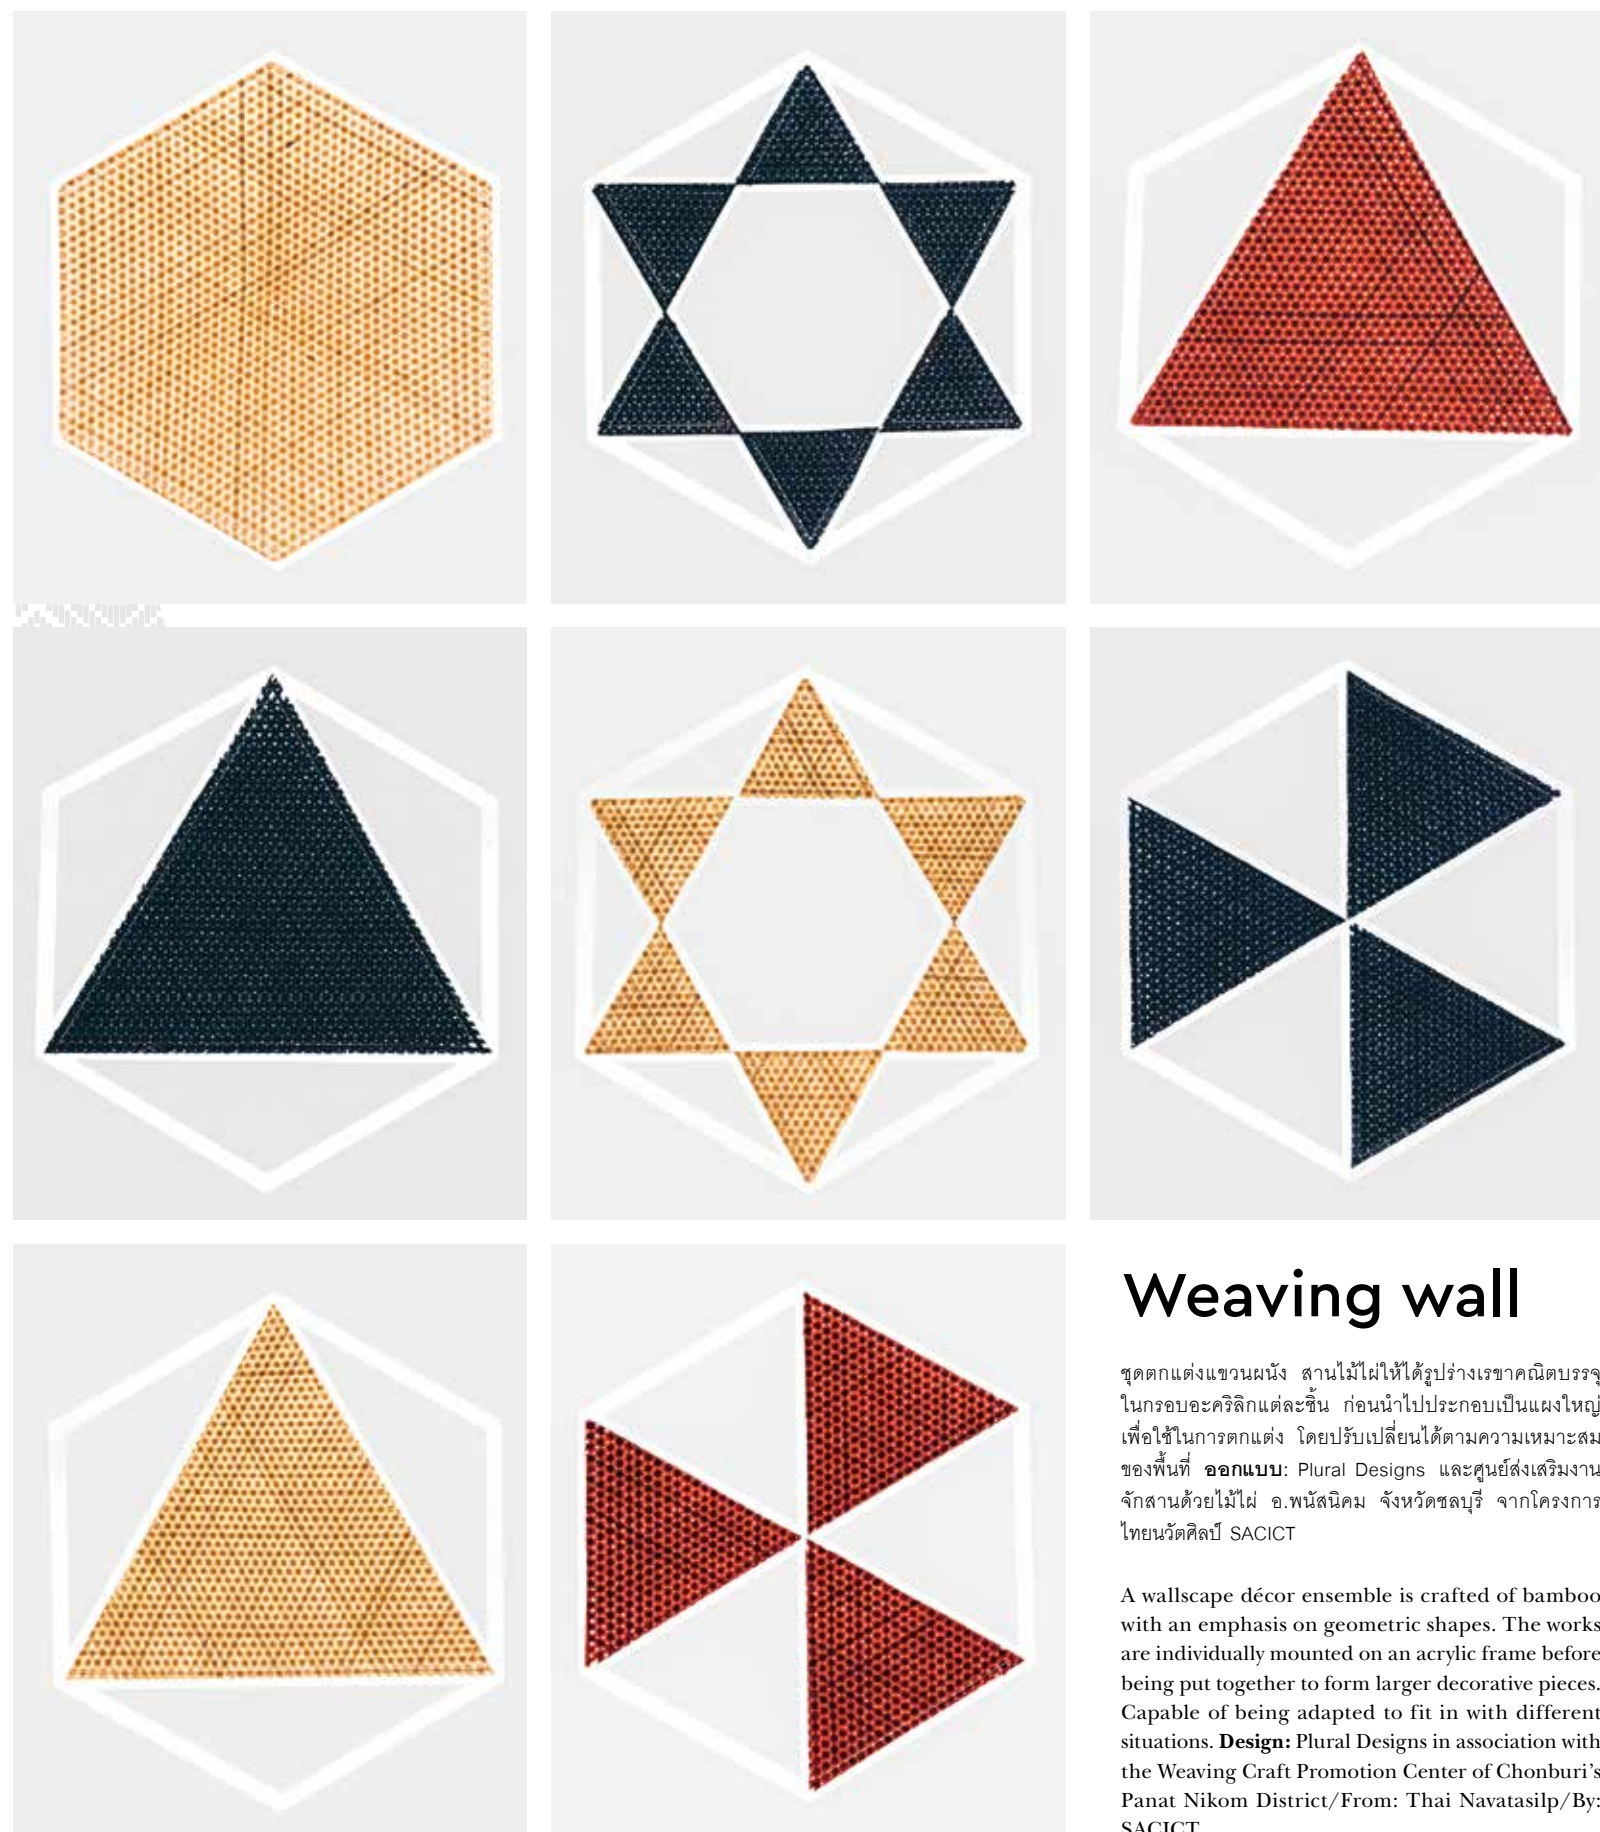 Weaving wall
ชุดตกแต่งแขวนผนัง สานไม้ไผ่ให้ได้รูปร่างเรขาคณิตบรรจุ
ในกรอบอะคริลิกแต่ละชิ้น ก่อนนำไปประกอบเป็นแผงใหญ่
เพื่อใช้ในการตกแต่ง โดยปรับเปลี่ยนได้ตามความเหมาะสม
ของพื้นที่ ออกแบบ: Plural Designs และศูนย์ส่งเสริมงาน
จักสานด้วยไม้ไผ่ อ.พนัสนิคม จังหวัดชลบุรี จากโครงการ
ไทยนวัตศิลป์ SACICT
A wallscape décor ensemble is crafted of bamboo
with an emphasis on geometric shapes. The works
are individually mounted on an acrylic frame before
being put together to form larger decorative pieces.
Capable of being adapted to fit in with different
situations. Design: Plural Designs in association with
the Weaving Craft Promotion Center of Chonburi’s
Panat Nikom District/From: Thai Navatasilp/By:
SACICT